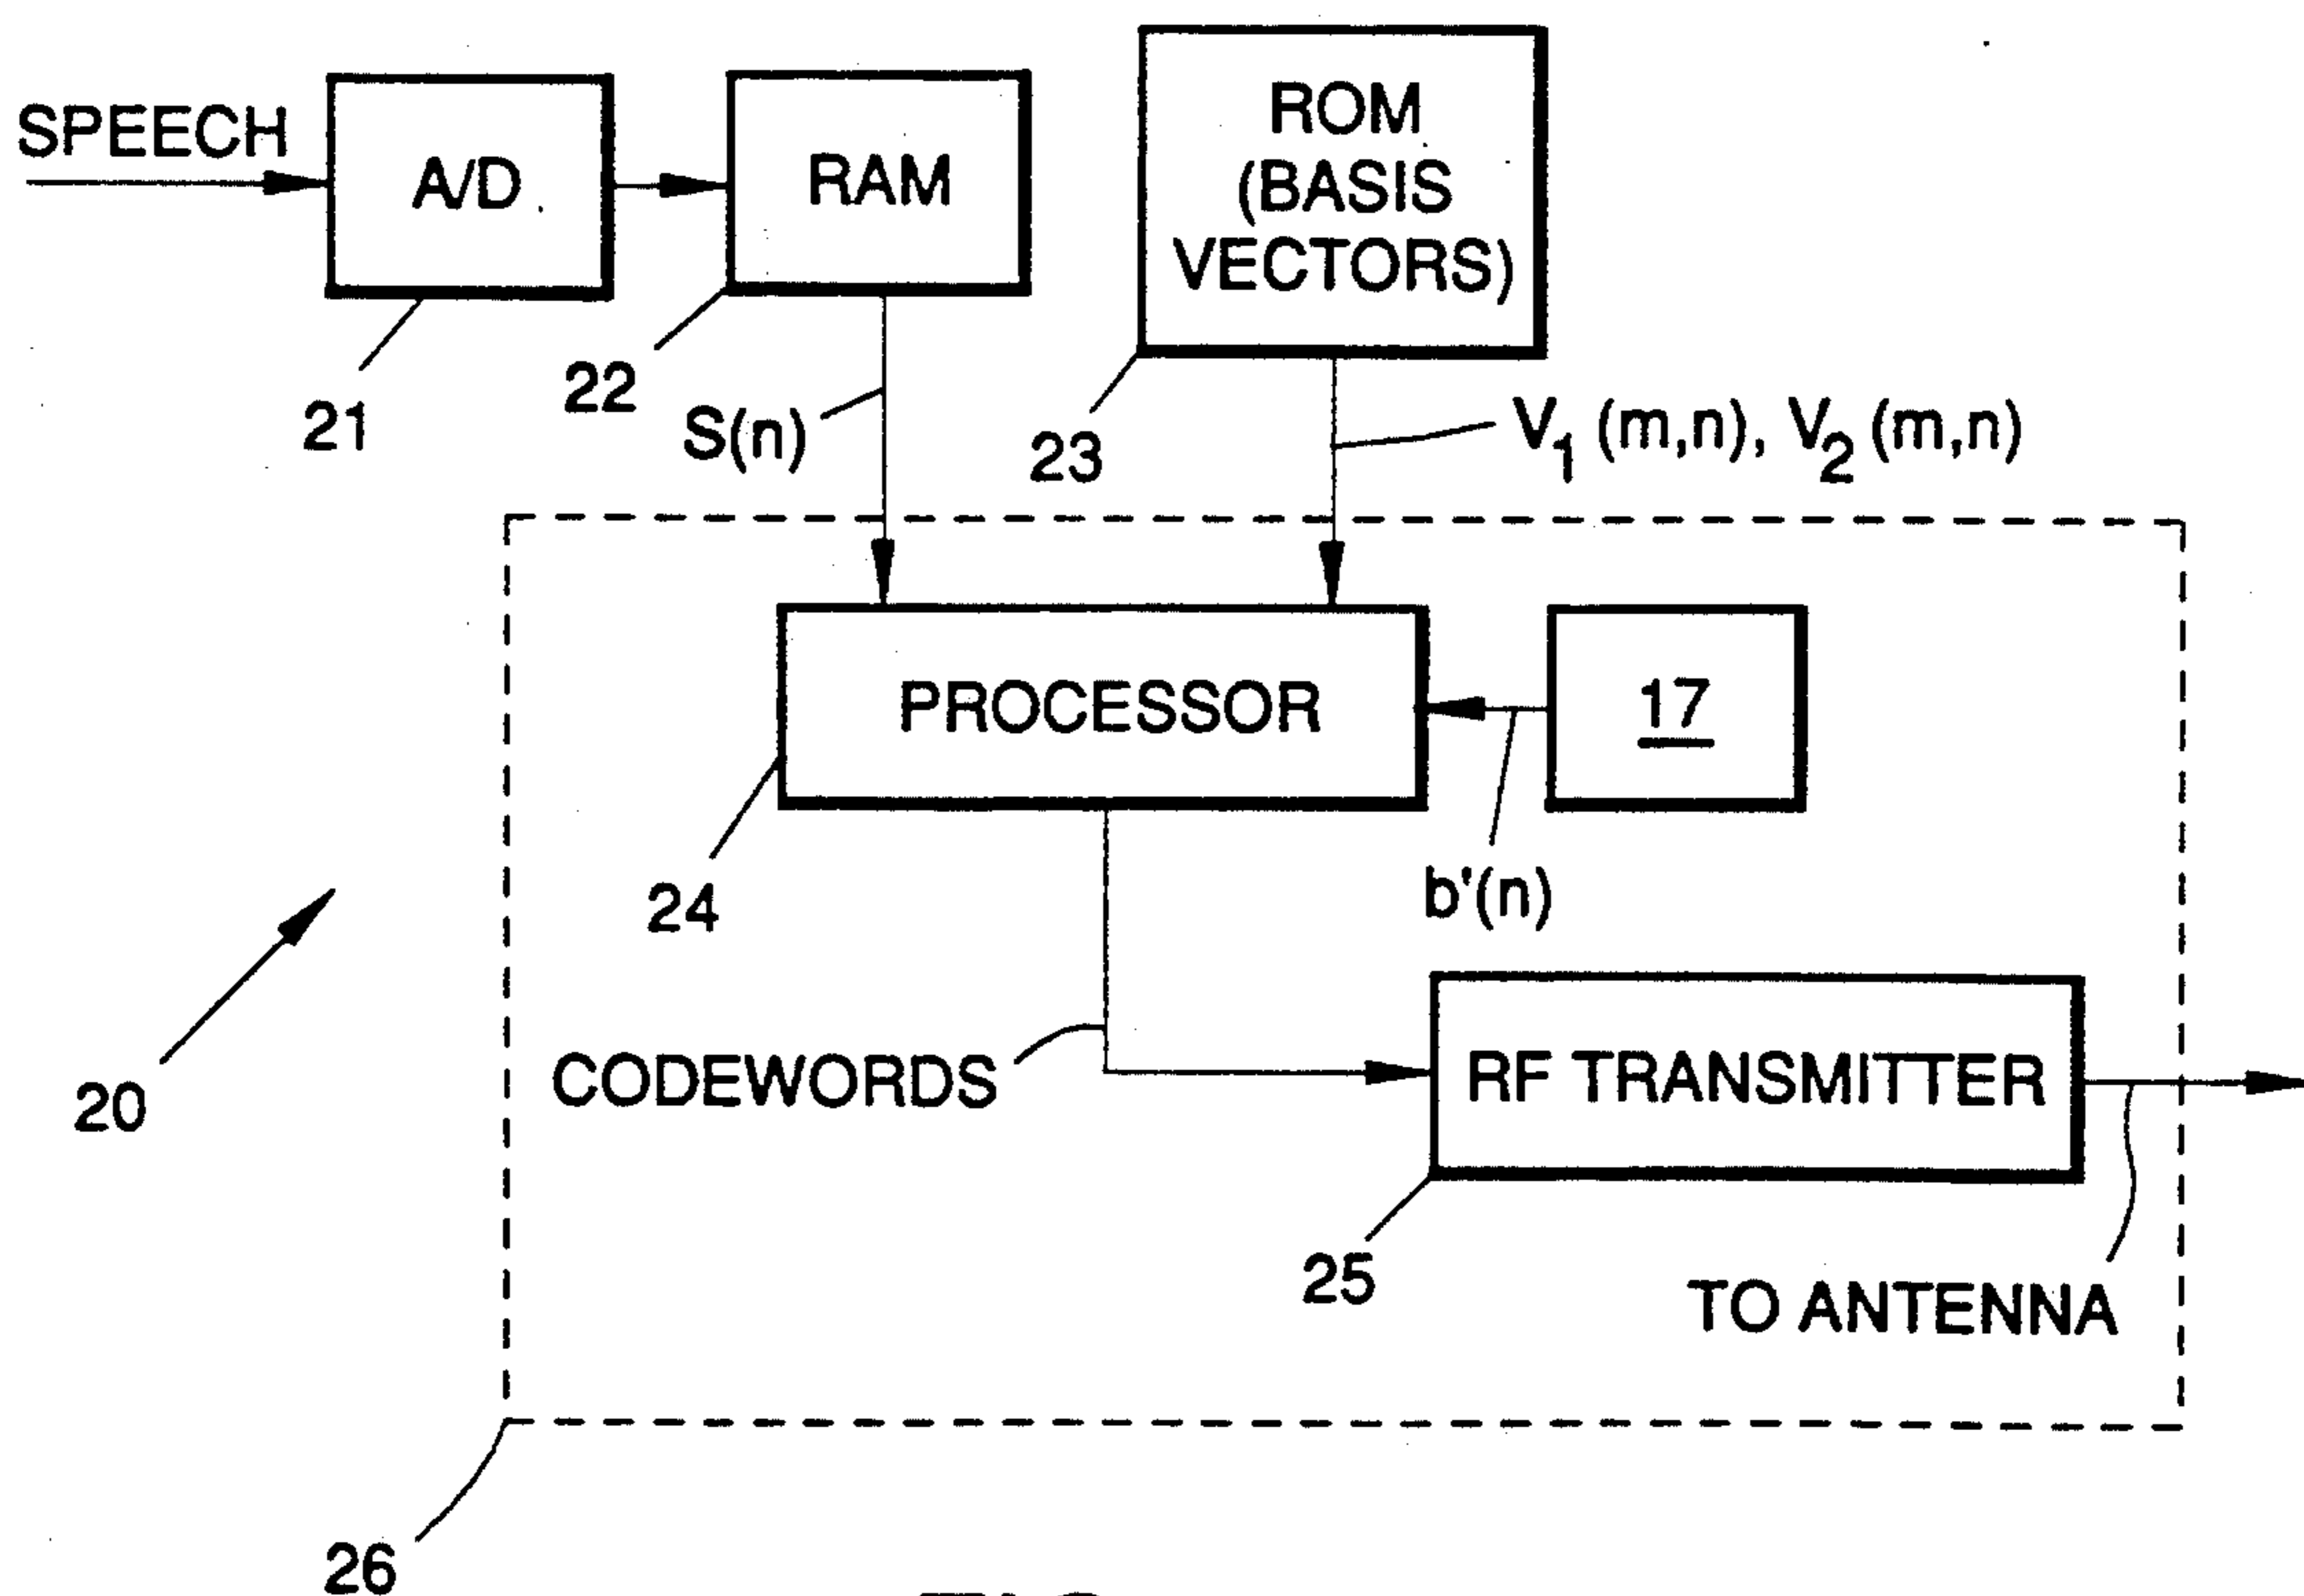 SPEECH
A/D
RAM
ROM
(BASIS
VECTORS)
21
22
S(n)
23
V1 (m,n), V2 (m,n)
PROCESSOR
17
24
b'(n)
20
CODEWORDS
RF TRANSMITTER
25
TO ANTENNA
26